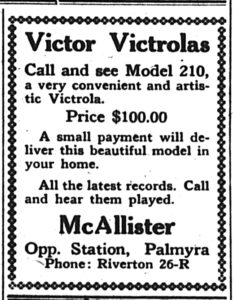 Victor Victrolas
Call and see Model 210,
a very convenient and artis-
tic Victrola.
Price $100.00
A small payment will de-
liver this beautiful model in
your home.
All the latest records. Call
and hear them played.
McAllister
Opp. Station, Palmyra
Phone: Riverton 26-R